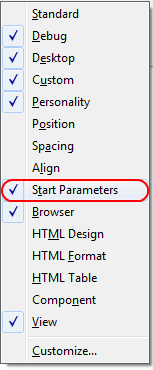 Standard
Debug
Desktop
Custom
Personality
Position
Spacing
Align
Start Parameters
Browser
HTML Design
HTML Format
HTML Table
Component
View
Customize...